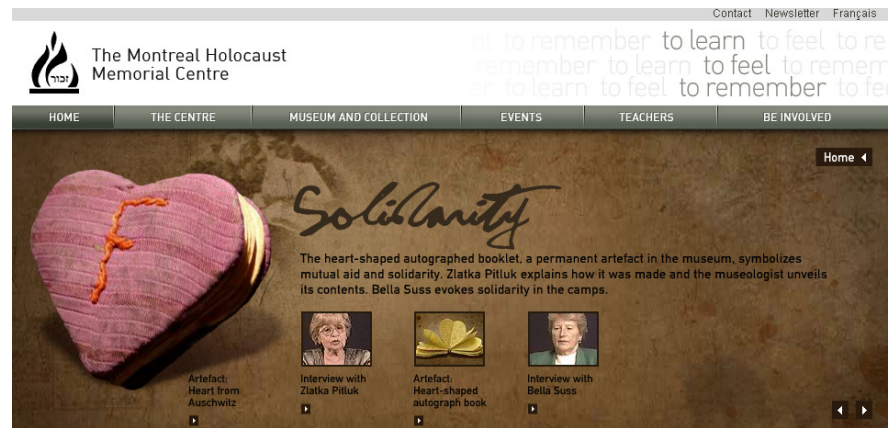 Contact Newsletter Français
The Montreal Holocaust
Memorial Centre
זכור
to remember to learn to feel to re
remember to learn to feel to remem
to learn to feel to remember to fe
HOME THE CENTRE MUSEUM AND COLLECTION EVENTS TEACHERS BE INVOLVED
Home
Solidarity
The heart-shaped autographed booklet, a permanent artefact in the museum, symbolizes
mutual aid and solidarity. Zlatka Pitluk explains how it was made and the museologist unveils
its contents. Bella Suss evokes solidarity in the camps.
Artefact:
Heart from
Auschwitz
Interview with
Zlatka Pitluk
Artefact:
Heart-shaped
autograph book
Interview with
Bella Suss